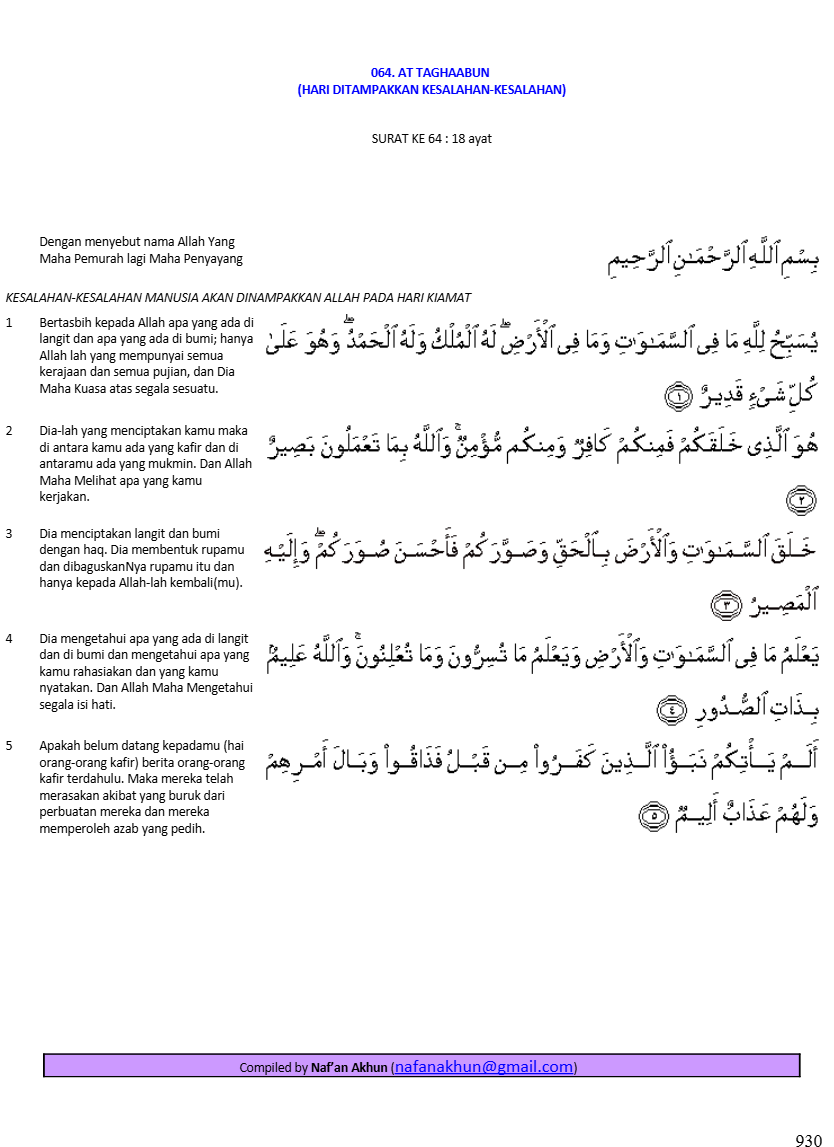 064. AT TAGHAABUN
(HARI DITAMPAKKAN KESALAHAN-KESALAHAN)
SURAT KE 64 : 18 ayat
Dengan menyebut nama Allah Yang
Maha Pemurah lagi Maha Penyayang
بِسْمِ ٱللَّهِ ٱلرَّحْمَـٰنِ ٱلرَّحِيمِ
KESALAHAN-KESALAHAN MANUSIA AKAN DINAMPAKKAN ALLAH PADA HARI KIAMAT
1 Bertasbih kepada Allah apa yang ada di
langit dan apa yang ada di bumi; hanya
Allah lah yang mempunyai semua
kerajaan dan semua pujian, dan Dia
Maha Kuasa atas segala sesuatu.
يُسَبِّحُ لِلَّهِ مَا فِى ٱلسَّمَـٰوَٰتِ وَمَا فِى ٱلْأَرْضِ ۖ لَهُ ٱلْمُلْكُ وَلَهُ ٱلْحَمْدُ ۖ وَهُوَ عَلَىٰ
كُلِّ شَىْءٍ قَدِيرٌ ١
2 Dia-lah yang menciptakan kamu maka
di antara kamu ada yang kafir dan di
antaramu ada yang mukmin. Dan Allah
Maha Melihat apa yang kamu
kerjakan.
هُوَ ٱلَّذِى خَلَقَكُمْ فَمِنكُمْ كَافِرٌ وَمِنكُم مُّؤْمِنٌ ۚ وَٱللَّهُ بِمَا تَعْمَلُونَ بَصِيرٌ
٢
3 Dia menciptakan langit dan bumi
dengan haq. Dia membentuk rupamu
dan dibaguskanNya rupamu itu dan
hanya kepada Allah-lah kembali(mu).
خَلَقَ ٱلسَّمَـٰوَٰتِ وَٱلْأَرْضَ بِٱلْحَقِّ وَصَوَّرَكُمْ فَأَحْسَنَ صُوَرَكُمْ ۖ وَإِلَيْهِ
ٱلْمَصِيرُ ٣
4 Dia mengetahui apa yang ada di langit
dan di bumi dan mengetahui apa yang
kamu rahasiakan dan yang kamu
nyatakan. Dan Allah Maha Mengetahui
segala isi hati.
يَعْلَمُ مَا فِى ٱلسَّمَـٰوَٰتِ وَٱلْأَرْضِ وَيَعْلَمُ مَا تُسِرُّونَ وَمَا تُعْلِنُونَ ۚ وَٱللَّهُ عَلِيمٌۢ
بِذَاتِ ٱلصُّدُورِ ٤
5 Apakah belum datang kepadamu (hai
orang-orang kafir) berita orang-orang
kafir terdahulu. Maka mereka telah
merasakan akibat yang buruk dari
perbuatan mereka dan mereka
memperoleh azab yang pedih.
أَلَمْ يَأْتِكُمْ نَبَؤُا۟ ٱلَّذِينَ كَفَرُوا۟ مِن قَبْلُ فَذَاقُوا۟ وَبَالَ أَمْرِهِمْ
وَلَهُمْ عَذَابٌ أَلِيمٌ ٥
Compiled by Naf’an Akhun (nafanakhun@gmail.com)
930